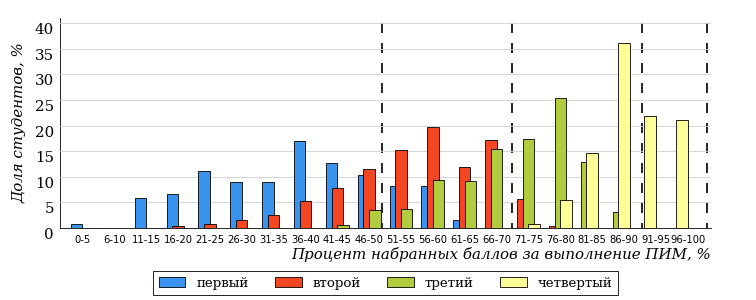 Доля студентов, %
40
35
30
25
20
15
10
5
0
0-5 6-10 11-15 16-20 21-25 26-30 31-35 36-40 41-45 46-50 51-55 56-60 61-65 66-70 71-75 76-80 81-85 86-90 91-95 96-100
Процент набранных баллов за выполнение ПИМ, %
первый второй третий четвертый